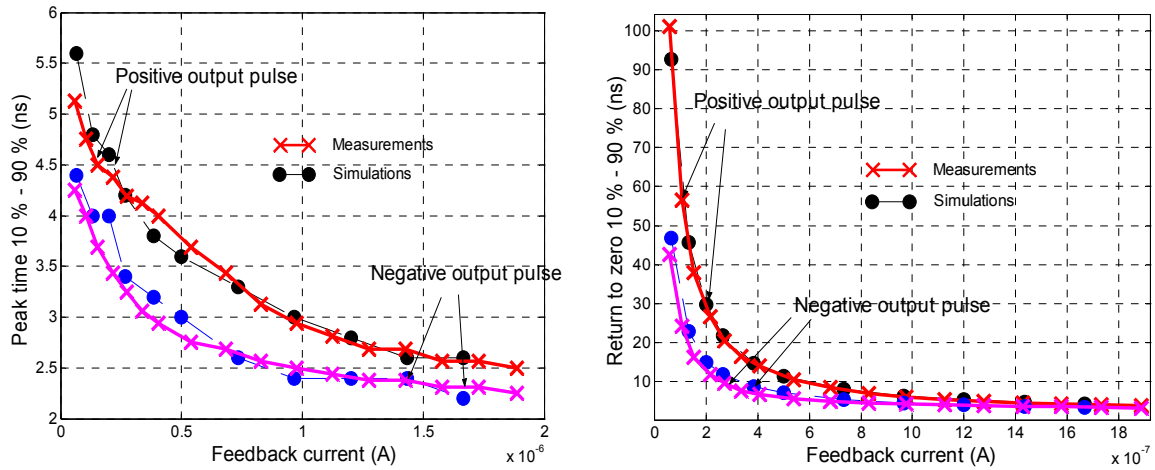 Peak time 10 % - 90 % (ns)
6
5.5
5
4.5
4
3.5
3
2.5
2
Positive output pulse
Measurements
Simulations
Negative output pulse
0
0.5
1
1.5
2
Feedback current (A)
x 10-6
Return to zero 10 % - 90 % (ns)
100
90
80
70
60
50
40
30
20
10
Positive output pulse
Measurements
Simulations
Negative output pulse
0
2
4
6
8
10
12
14
16
18
Feedback current (A)
x 10-7